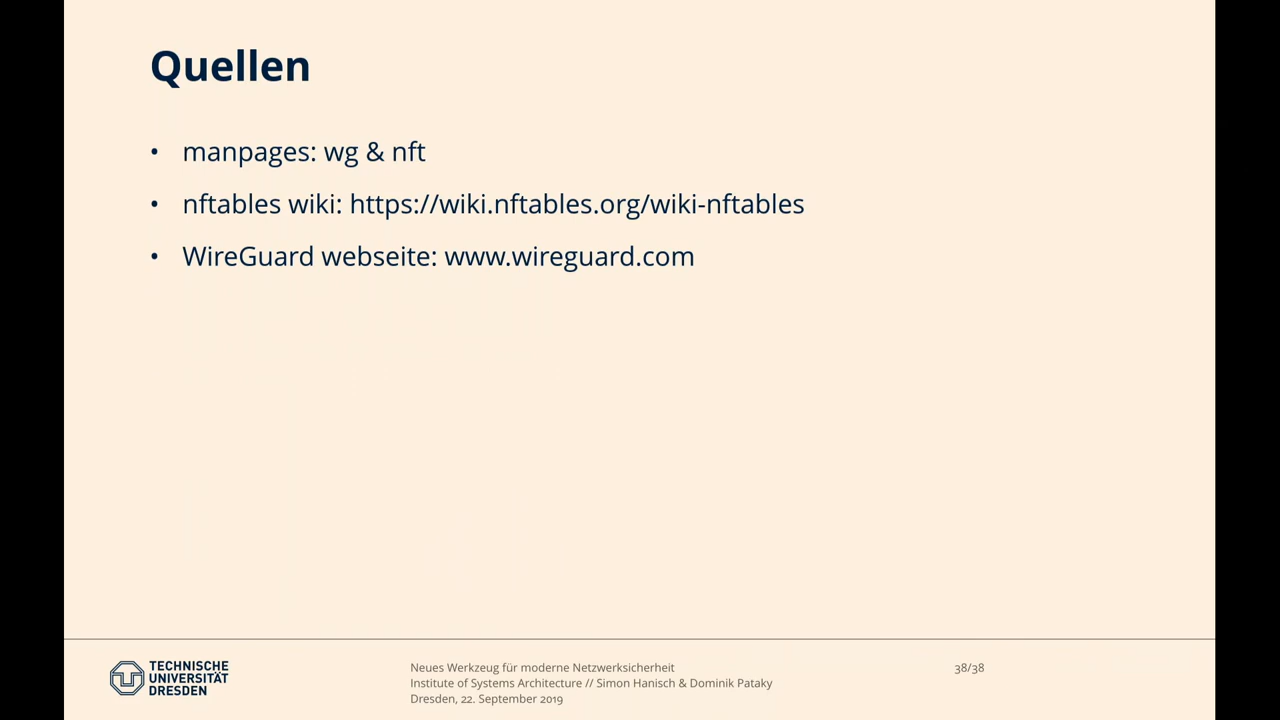 Quellen
• manpages: wg & nft
• nftables wiki: https://wiki.nftables.org/wiki-nftables
• WireGuard webseite: www.wireguard.com
TECHNISCHE
UNIVERSITÄT
DRESDEN
Neues Werkzeug für moderne Netzwerksicherheit
Institute of Systems Architecture // Simon Hanisch & Dominik Pataky
Dresden, 22. September 2019
38/38